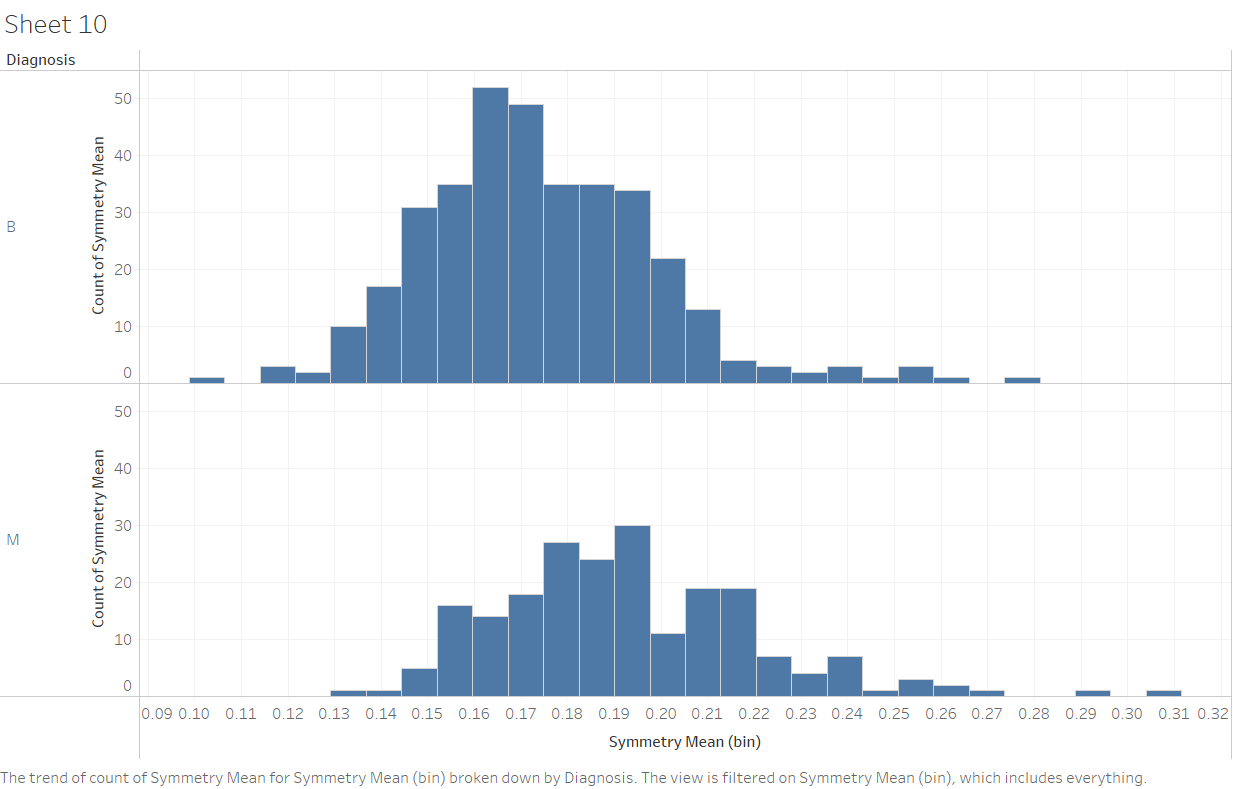 Sheet 10
Diagnosis
B
Count of Symmetry Mean
50
40
30
20
10
0
M
Count of Symmetry Mean
50
40
30
20
10
0
0.09 0.10 0.11 0.12 0.13 0.14 0.15 0.16 0.17 0.18 0.19 0.20 0.21 0.22 0.23 0.24 0.25 0.26 0.27 0.28 0.29 0.30 0.31 0.32
Symmetry Mean (bin)
The trend of count of Symmetry Mean for Symmetry Mean (bin) broken down by Diagnosis. The view is filtered on Symmetry Mean (bin), which includes everything.